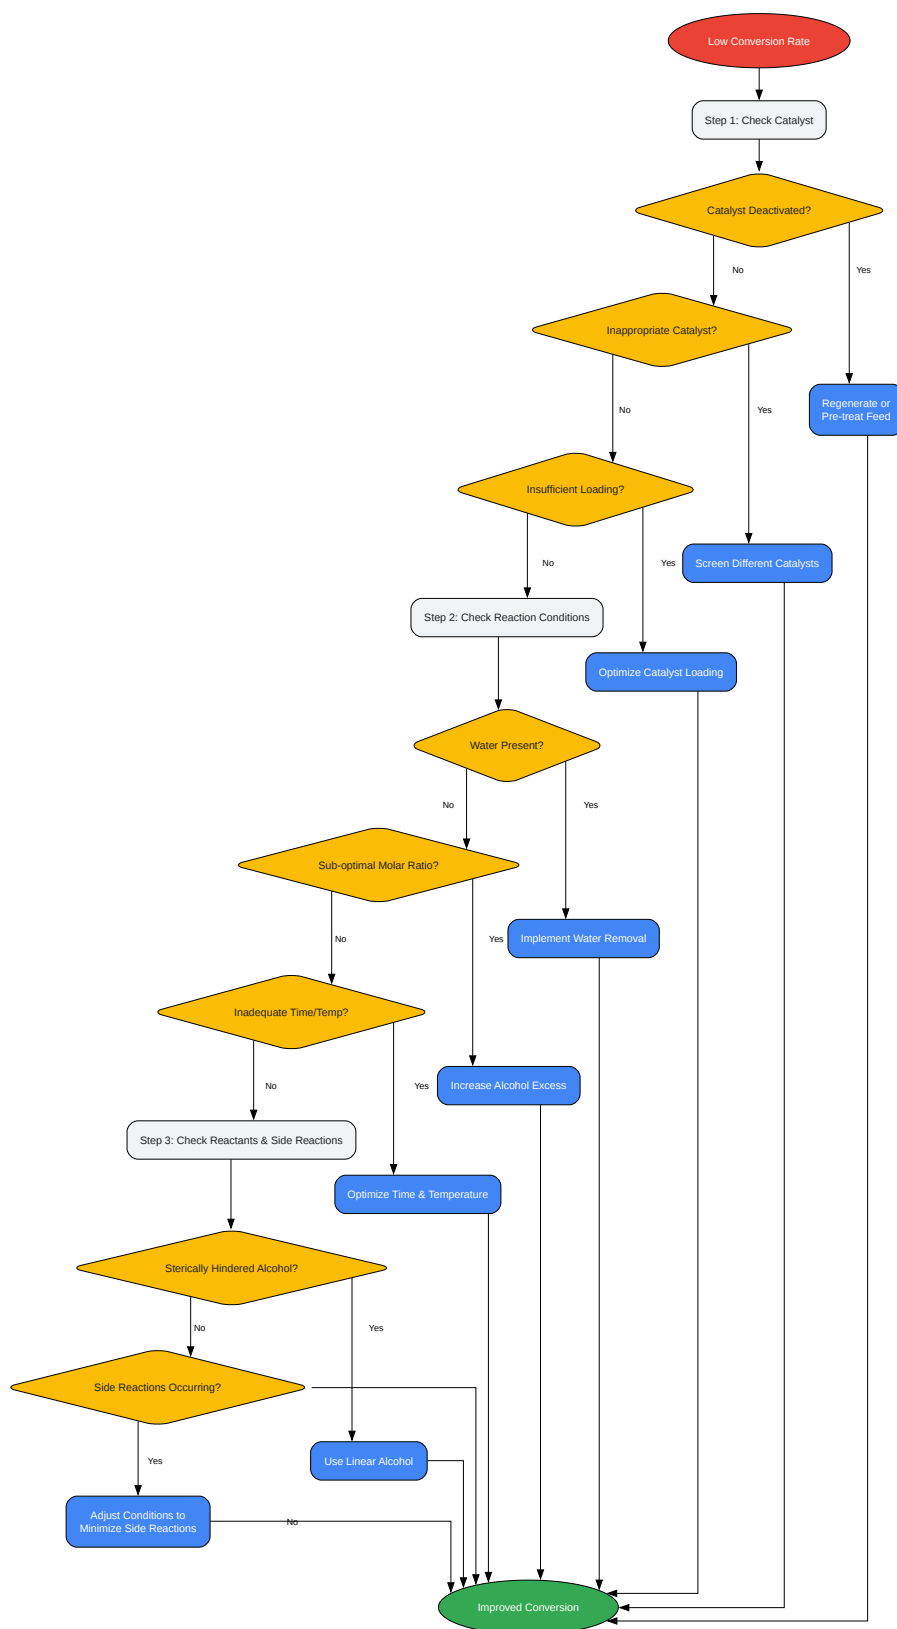 Low Conversion Rate
Step 1: Check Catalyst
Catalyst Deactivated?
No
Yes
Inappropriate Catalyst?
Regenerate or
Pre-treat Feed
No
Yes
Insufficient Loading?
No
Yes
Screen Different Catalysts
Step 2: Check Reaction Conditions
Optimize Catalyst Loading
Water Present?
No
Yes
Sub-optimal Molar Ratio?
No
Yes
Implement Water Removal
Inadequate Time/Temp?
No
Yes
Increase Alcohol Excess
Step 3: Check Reactants & Side Reactions
Optimize Time & Temperature
Sterically Hindered Alcohol?
No
Yes
Side Reactions Occurring?
Yes
Use Linear Alcohol
Adjust Conditions to
Minimize Side Reactions
No
Improved Conversion